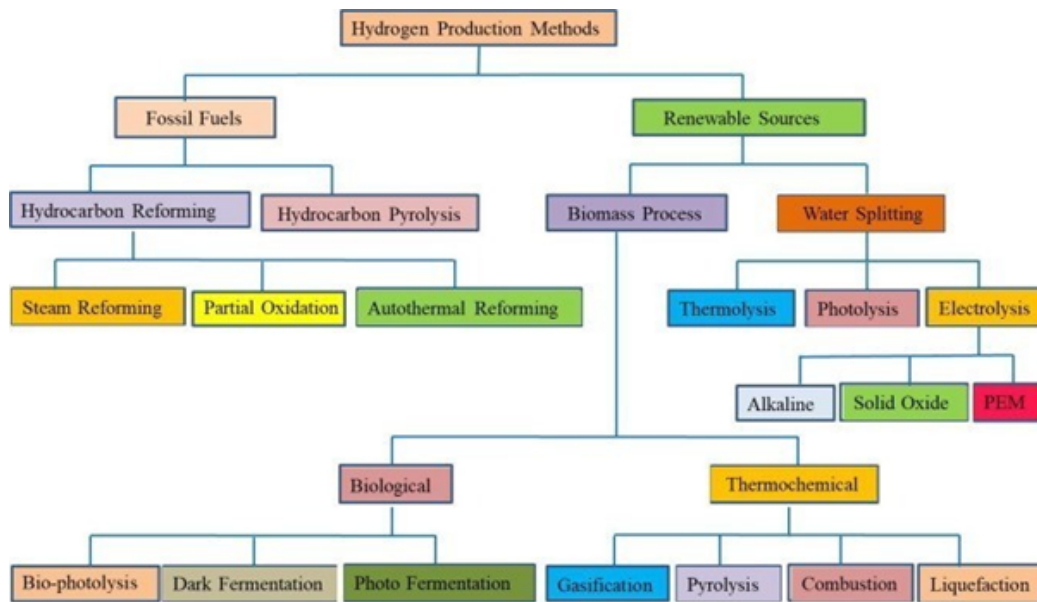 Hydrogen Production Methods
Fossil Fuels
Renewable Sources
Hydrocarbon Reforming
Hydrocarbon Pyrolysis
Biomass Process
Water Splitting
Steam Reforming
Partial Oxidation
Autothermal Reforming
Thermolysis
Photolysis
Electrolysis
Alkaline
Solid Oxide
PEM
Biological
Thermochemical
Bio-photolysis
Dark Fermentation
Photo Fermentation
Gasification
Pyrolysis
Combustion
Liquefaction